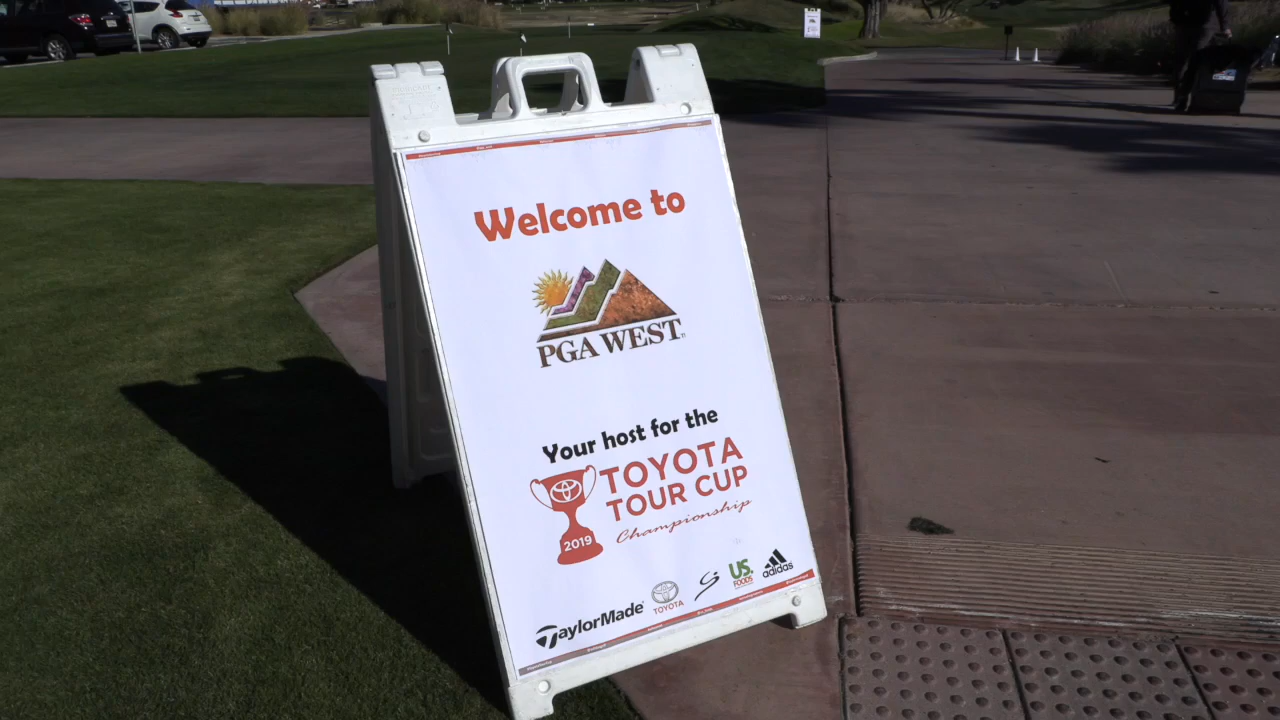 Welcome to
PGA WEST
Your host for the
TOYOTA
TOUR CUP
Championship
2019
TaylorMade
TOYOTA
US.
FOODS
adidas